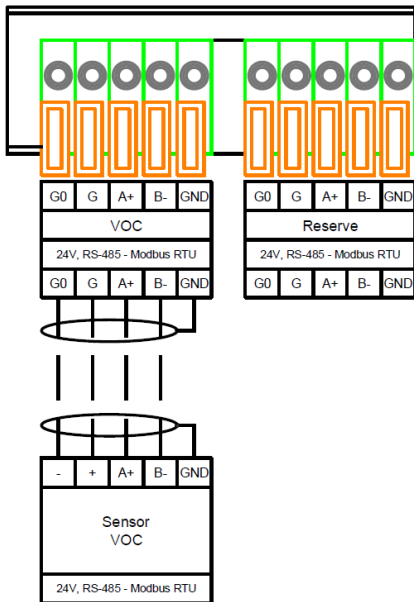 G0 G A+ B- GND
VOC
24V, RS-485 - Modbus RTU
G0 G A+ B- GND
G0 G A+ B- GND
Reserve
24V, RS-485 - Modbus RTU
G0 G A+ B- GND
- + A+ B- GND
Sensor
VOC
24V, RS-485 - Modbus RTU